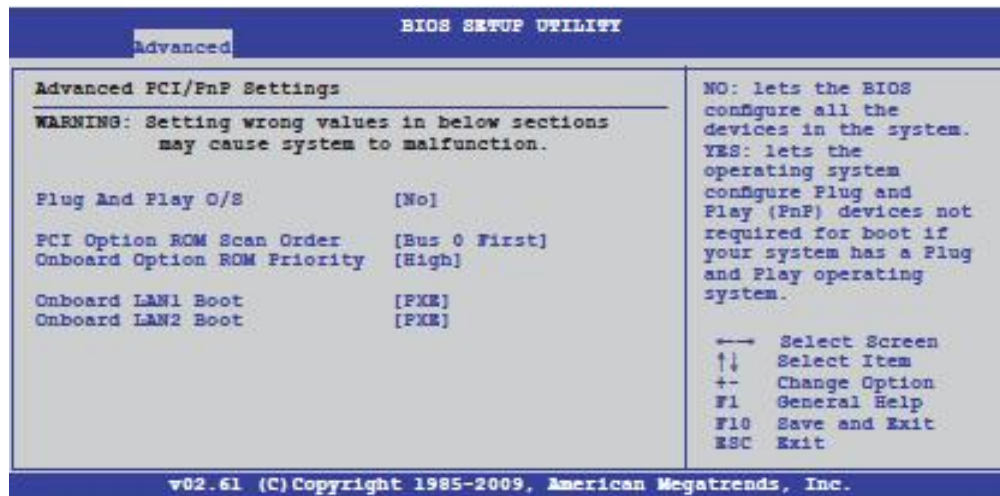 BIOS SETUP UTILITY
Advanced
Advanced PCI/PnP Settings
WARNING: Setting wrong values in below sections
may cause system to malfunction.
Plug And Play O/S [No]
PCI Option ROM Scan Order [Bus 0 First]
Onboard Option ROM Priority [High]
Onboard LAN1 Boot [PXE]
Onboard LAN2 Boot [PXE]
NO: lets the BIOS
configure all the
devices in the system.
YES: lets the
operating system
configure Plug and
Play (PnP) devices not
required for boot if
your system has a Plug
and Play operating
system.
←→ Select Screen
↑↓ Select Item
+- Change Option
F1 General Help
F10 Save and Exit
ESC Exit
v02.61 (C)Copyright 1985-2009, American Megatrends, Inc.